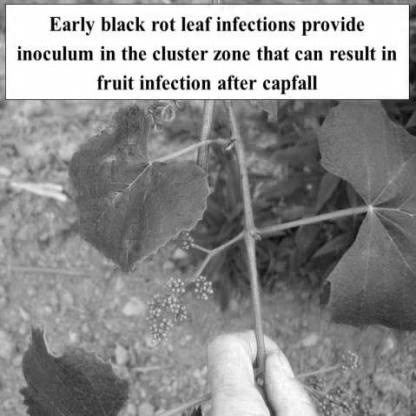 Early black rot leaf infections provide
inoculum in the cluster zone that can result in
fruit infection after capfall